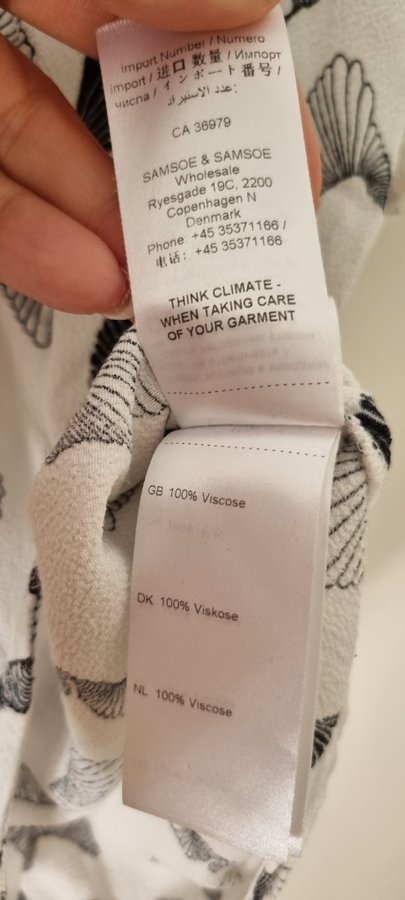 Import Number / Numero
import / 进口 数量 / Импорт
числа / インポート 番号 /
عدد الاستيراد:
CA 36979
SAMSOE & SAMSOE
Wholesale
Ryesgade 19C, 2200
Copenhagen N
Denmark
Phone: +45 35371166 /
电话: +45 35371166
THINK CLIMATE -
WHEN TAKING CARE
OF YOUR GARMENT
GB 100% Viscose
DK 100% Viskose
NL 100% Viscose